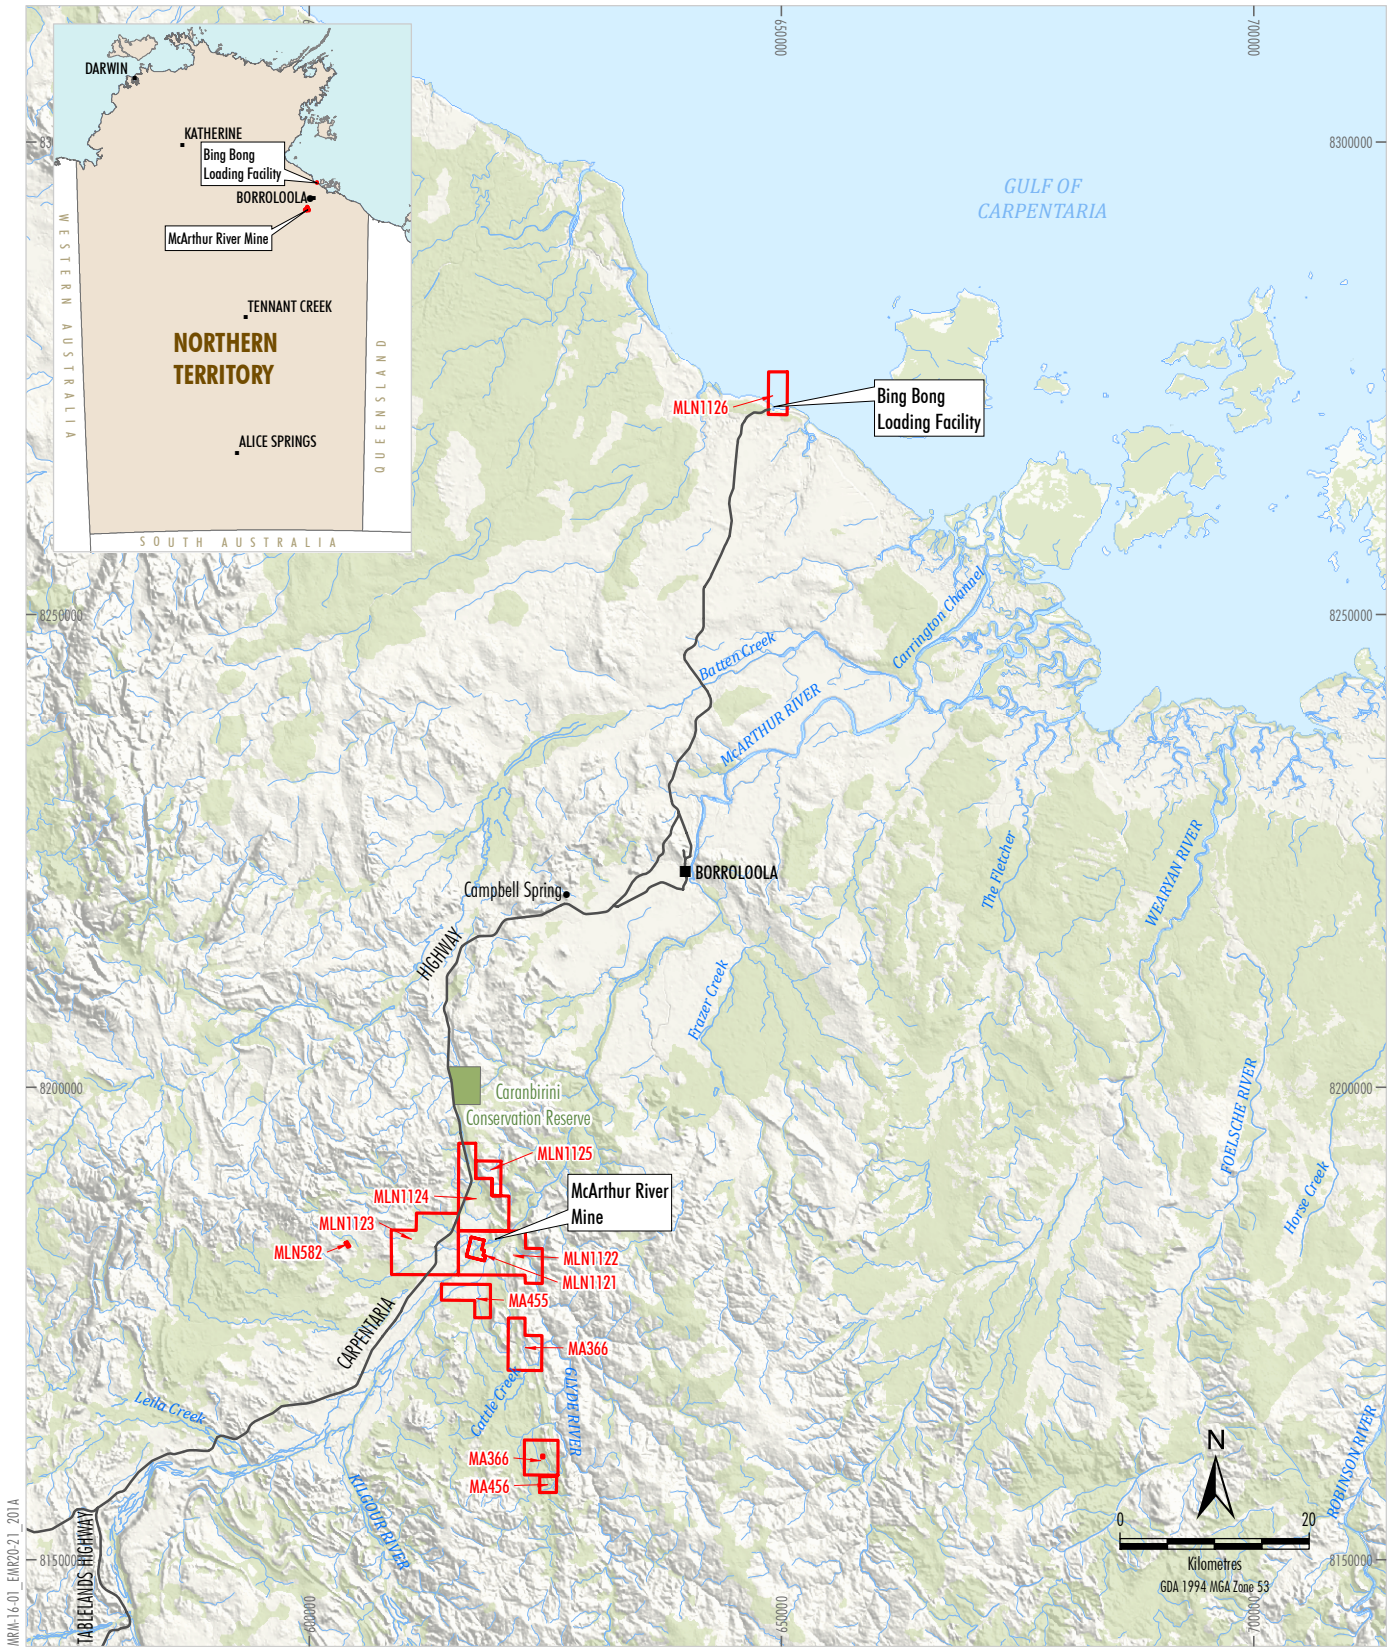 650000
700000
DARWIN
KATHERINE
Bing Bong
Loading Facility
BORROLOOLA
McArthur River Mine
TENNANT CREEK
NORTHERN
TERRITORY
ALICE SPRINGS
WESTERN AUSTRALIA
QUEENSLAND
SOUTH AUSTRALIA
8300000
GULF OF
CARPENTARIA
MLN1126
Bing Bong
Loading Facility
8250000
8250000
Carrington Channel
Batten Creek
McARTHUR RIVER
BORROLOOLA
Campbell Spring
HIGHWAY
The Fletcher
WEARYAN RIVER
Frazer Creek
8200000
8200000
Caranbirini
Conservation Reserve
FOELSCHE RIVER
Horse Creek
MLN1125
McArthur River
Mine
MLN1124
MLN1123
MLN582
MLN1122
MLN1121
MA455
CARPENTARIA
MA366
Cattle Creek
GLYDE RIVER
Leila Creek
MA366
MA456
KILGOUR RIVER
ROBINSON RIVER
N
0
20
Kilometres
GDA 1994 MGA Zone 53
TABLELANDS HIGHWAY
8150000
8150000
600000
650000
700000
MRM-16-01_EMR20-21_201A